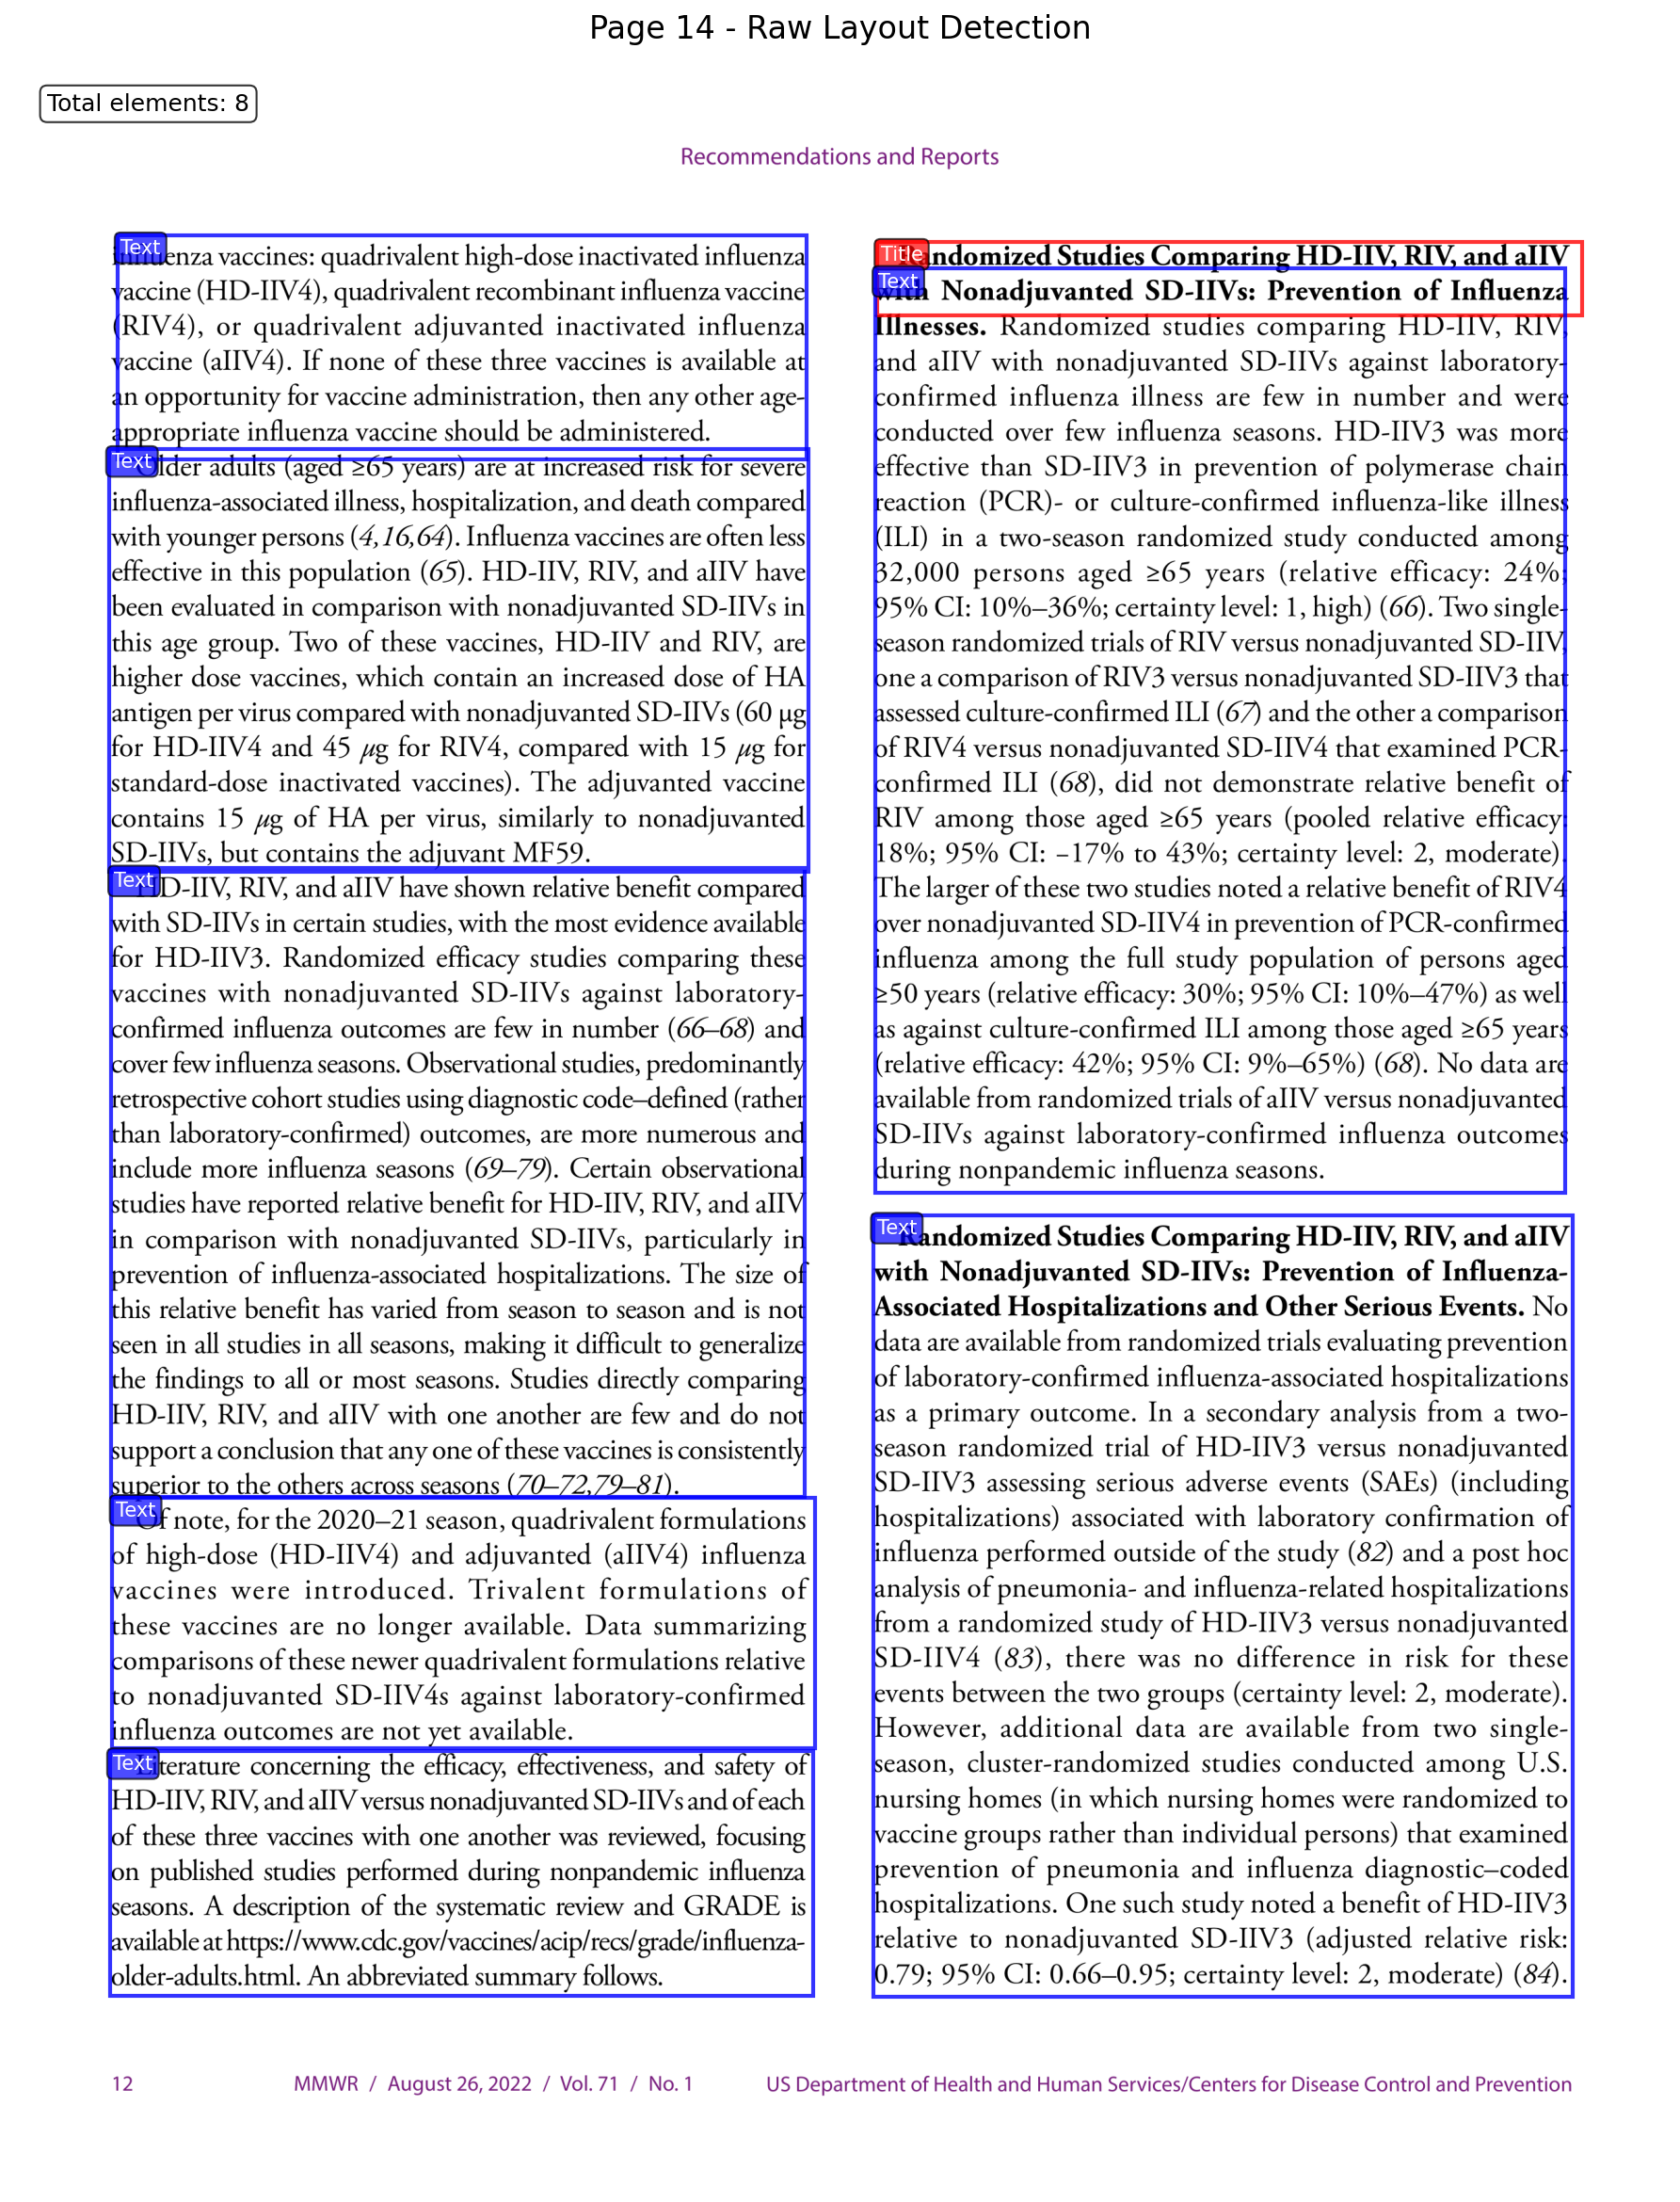 Page 14 - Raw Layout Detection
Total elements: 8
Recommendations and Reports
Text
influenza vaccines: quadrivalent high-dose inactivated influenza
vaccine (HD-IIV4), quadrivalent recombinant influenza vaccine
(RIV4), or quadrivalent adjuvanted inactivated influenza
vaccine (aIIV4). If none of these three vaccines is available at
an opportunity for vaccine administration, then any other age-
appropriate influenza vaccine should be administered.
Text
Older adults (aged ≥65 years) are at increased risk for severe
influenza-associated illness, hospitalization, and death compared
with younger persons (4,16,64). Influenza vaccines are often less
effective in this population (65). HD-IIV, RIV, and aIIV have
been evaluated in comparison with nonadjuvanted SD-IIVs in
this age group. Two of these vaccines, HD-IIV and RIV, are
higher dose vaccines, which contain an increased dose of HA
antigen per virus compared with nonadjuvanted SD-IIVs (60 μg
for HD-IIV4 and 45 μg for RIV4, compared with 15 μg for
standard-dose inactivated vaccines). The adjuvanted vaccine
contains 15 μg of HA per virus, similarly to nonadjuvanted
SD-IIVs, but contains the adjuvant MF59.
Text
HD-IIV, RIV, and aIIV have shown relative benefit compared
with SD-IIVs in certain studies, with the most evidence available
for HD-IIV3. Randomized efficacy studies comparing these
vaccines with nonadjuvanted SD-IIVs against laboratory-
confirmed influenza outcomes are few in number (66–68) and
cover few influenza seasons. Observational studies, predominantly
retrospective cohort studies using diagnostic code–defined (rather
than laboratory-confirmed) outcomes, are more numerous and
include more influenza seasons (69–79). Certain observational
studies have reported relative benefit for HD-IIV, RIV, and aIIV
in comparison with nonadjuvanted SD-IIVs, particularly in
prevention of influenza-associated hospitalizations. The size of
this relative benefit has varied from season to season and is not
seen in all studies in all seasons, making it difficult to generalize
the findings to all or most seasons. Studies directly comparing
HD-IIV, RIV, and aIIV with one another are few and do not
support a conclusion that any one of these vaccines is consistently
superior to the others across seasons (70–72,79–81).
Text
Of note, for the 2020–21 season, quadrivalent formulations
of high-dose (HD-IIV4) and adjuvanted (aIIV4) influenza
vaccines were introduced. Trivalent formulations of
these vaccines are no longer available. Data summarizing
comparisons of these newer quadrivalent formulations relative
to nonadjuvanted SD-IIV4s against laboratory-confirmed
influenza outcomes are not yet available.
Text
Literature concerning the efficacy, effectiveness, and safety of
HD-IIV, RIV, and aIIV versus nonadjuvanted SD-IIVs and of each
of these three vaccines with one another was reviewed, focusing
on published studies performed during nonpandemic influenza
seasons. A description of the systematic review and GRADE is
available at https://www.cdc.gov/vaccines/acip/recs/grade/influenza-
older-adults.html. An abbreviated summary follows.
Title
Randomized Studies Comparing HD-IIV, RIV, and aIIV
Text
with Nonadjuvanted SD-IIVs: Prevention of Influenza
Illnesses. Randomized studies comparing HD-IIV, RIV,
and aIIV with nonadjuvanted SD-IIVs against laboratory-
confirmed influenza illness are few in number and were
conducted over few influenza seasons. HD-IIV3 was more
effective than SD-IIV3 in prevention of polymerase chain
reaction (PCR)- or culture-confirmed influenza-like illness
(ILI) in a two-season randomized study conducted among
32,000 persons aged ≥65 years (relative efficacy: 24%;
95% CI: 10%–36%; certainty level: 1, high) (66). Two single-
season randomized trials of RIV versus nonadjuvanted SD-IIV,
one a comparison of RIV3 versus nonadjuvanted SD-IIV3 that
assessed culture-confirmed ILI (67) and the other a comparison
of RIV4 versus nonadjuvanted SD-IIV4 that examined PCR-
confirmed ILI (68), did not demonstrate relative benefit of
RIV among those aged ≥65 years (pooled relative efficacy:
18%; 95% CI: −17% to 43%; certainty level: 2, moderate).
The larger of these two studies noted a relative benefit of RIV4
over nonadjuvanted SD-IIV4 in prevention of PCR-confirmed
influenza among the full study population of persons aged
≥50 years (relative efficacy: 30%; 95% CI: 10%–47%) as well
as against culture-confirmed ILI among those aged ≥65 years
(relative efficacy: 42%; 95% CI: 9%–65%) (68). No data are
available from randomized trials of aIIV versus nonadjuvanted
SD-IIVs against laboratory-confirmed influenza outcomes
during nonpandemic influenza seasons.
Text
Randomized Studies Comparing HD-IIV, RIV, and aIIV
with Nonadjuvanted SD-IIVs: Prevention of Influenza-
Associated Hospitalizations and Other Serious Events. No
data are available from randomized trials evaluating prevention
of laboratory-confirmed influenza-associated hospitalizations
as a primary outcome. In a secondary analysis from a two-
season randomized trial of HD-IIV3 versus nonadjuvanted
SD-IIV3 assessing serious adverse events (SAEs) (including
hospitalizations) associated with laboratory confirmation of
influenza performed outside of the study (82) and a post hoc
analysis of pneumonia- and influenza-related hospitalizations
from a randomized study of HD-IIV3 versus nonadjuvanted
SD-IIV4 (83), there was no difference in risk for these
events between the two groups (certainty level: 2, moderate).
However, additional data are available from two single-
season, cluster-randomized studies conducted among U.S.
nursing homes (in which nursing homes were randomized to
vaccine groups rather than individual persons) that examined
prevention of pneumonia and influenza diagnostic–coded
hospitalizations. One such study noted a benefit of HD-IIV3
relative to nonadjuvanted SD-IIV3 (adjusted relative risk:
0.79; 95% CI: 0.66–0.95; certainty level: 2, moderate) (84).
12 MMWR / August 26, 2022 / Vol. 71 / No. 1 US Department of Health and Human Services/Centers for Disease Control and Prevention